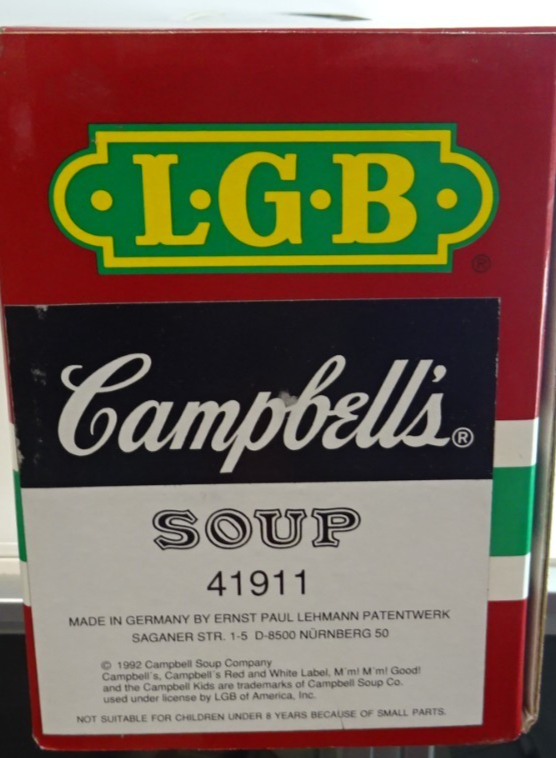 L·G·B
®
Campbell's®
SOUP
41911
MADE IN GERMANY BY ERNST PAUL LEHMANN PATENTWERK
SAGANER STR. 1-5 D-8500 NÜRNBERG 50
© 1992 Campbell Soup Company
Campbell's, Campbell's Red and White Label, M'm! M'm! Good!
and the Campbell Kids are trademarks of Campbell Soup Co.
used under license by LGB of America, Inc.
NOT SUITABLE FOR CHILDREN UNDER 8 YEARS BECAUSE OF SMALL PARTS.